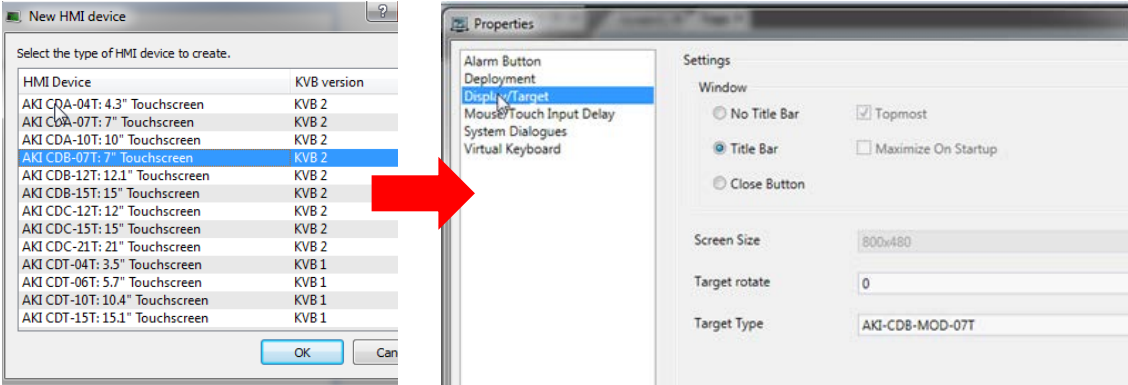 New HMI device
?
Select the type of HMI device to create.
HMI Device KVB version
AKI CDA-04T: 4.3" Touchscreen KVB 2
AKI CDA-07T: 7" Touchscreen KVB 2
AKI CDA-10T: 10" Touchscreen KVB 2
AKI CDB-07T: 7" Touchscreen KVB 2
AKI CDB-12T: 12.1" Touchscreen KVB 2
AKI CDB-15T: 15" Touchscreen KVB 2
AKI CDC-12T: 12" Touchscreen KVB 2
AKI CDC-15T: 15" Touchscreen KVB 2
AKI CDC-21T: 21" Touchscreen KVB 2
AKI CDT-04T: 3.5" Touchscreen KVB 1
AKI CDT-06T: 5.7" Touchscreen KVB 1
AKI CDT-10T: 10.4" Touchscreen KVB 1
AKI CDT-15T: 15.1" Touchscreen KVB 1
OK Can
Properties
Alarm Button
Deployment
Display/Target
Mouse/Touch Input Delay
System Dialogues
Virtual Keyboard
Settings
Window
No Title Bar Topmost
Title Bar Maximize On Startup
Close Button
Screen Size 800x480
Target rotate 0
Target Type AKI-CDB-MOD-07T